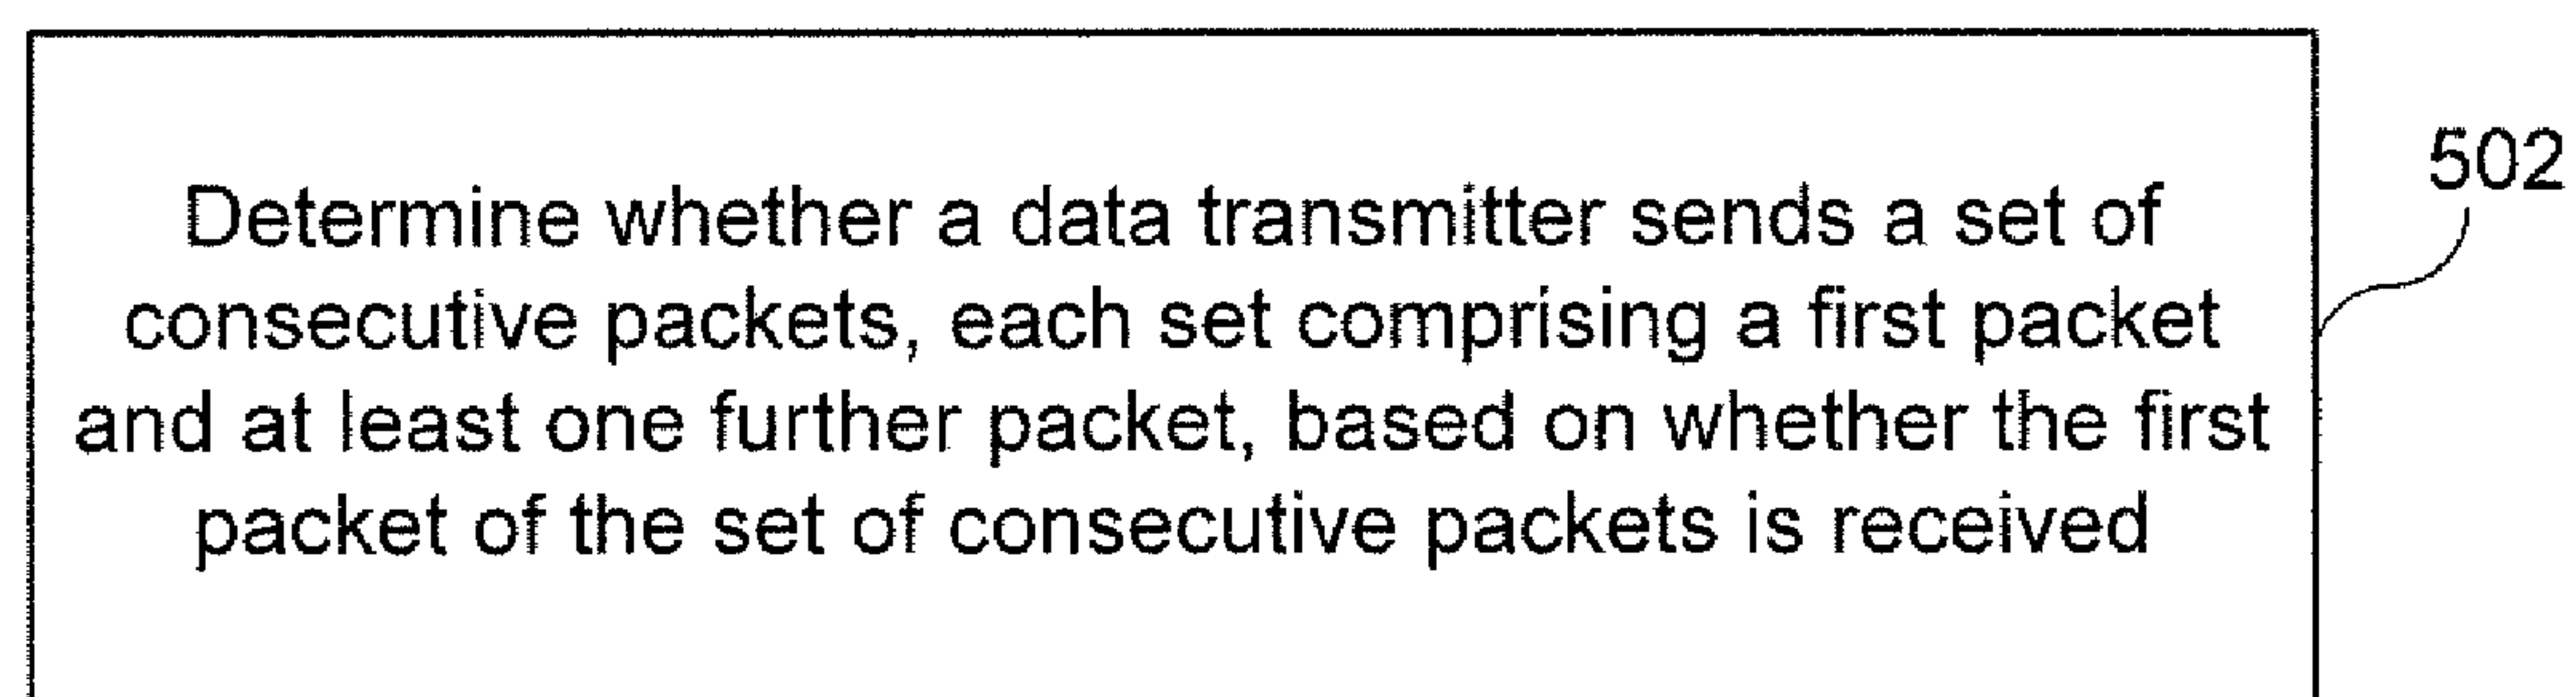 502
Determine whether a data transmitter sends a set of
consecutive packets, each set comprising a first packet
and at least one further packet, based on whether the first
packet of the set of consecutive packets is received